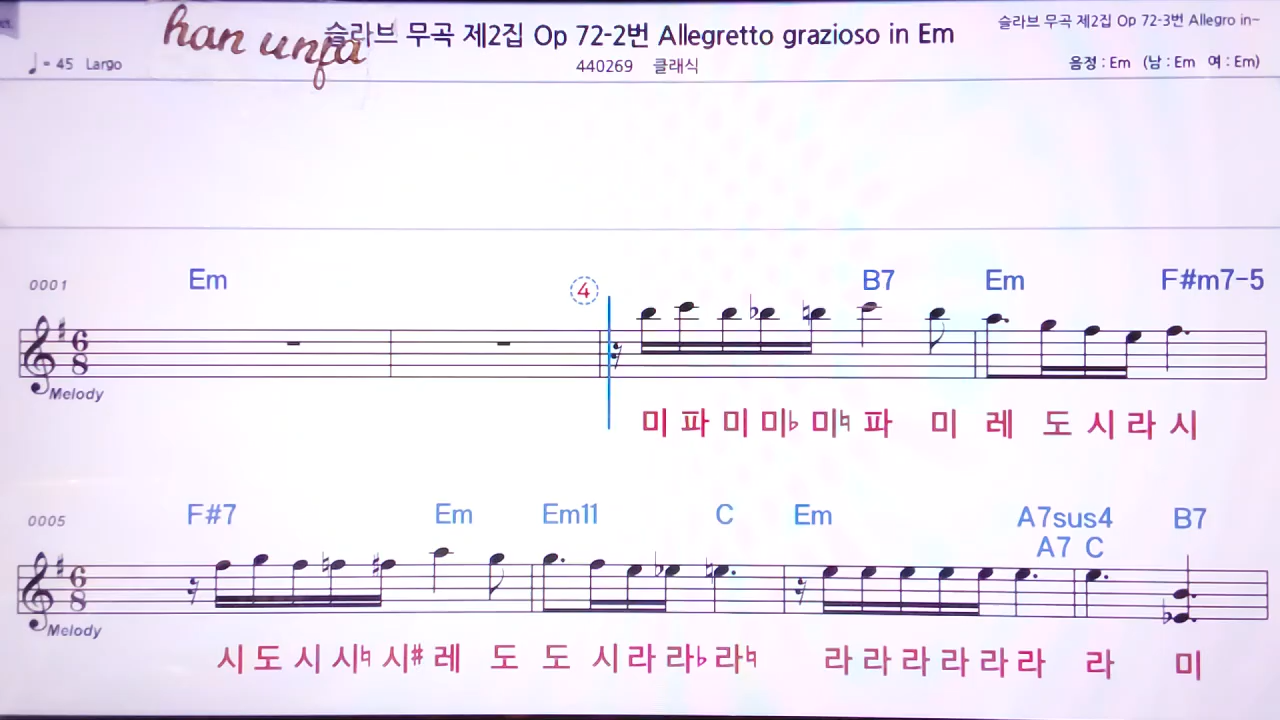 han unfa
슬라브 무곡 제2집 Op 72-2번 Allegretto grazioso in Em
슬라브 무곡 제2집 Op 72-3번 Allegro in~
♩ = 45 Largo
440269 클래식
음정 : Em (남 : Em 여 : Em)
0001 Em ④ B7 Em F#m7-5
6 8
Melody
미 파 미 미♭ 미♮ 파 미 레 도 시 라 시
0005 F#7 Em Em11 C Em A7sus4 B7
A7 C
6 8
Melody
시 도 시 시♮ 시# 레 도 도 시 라 라♭ 라♮ 라 라 라 라 라 라 라 미